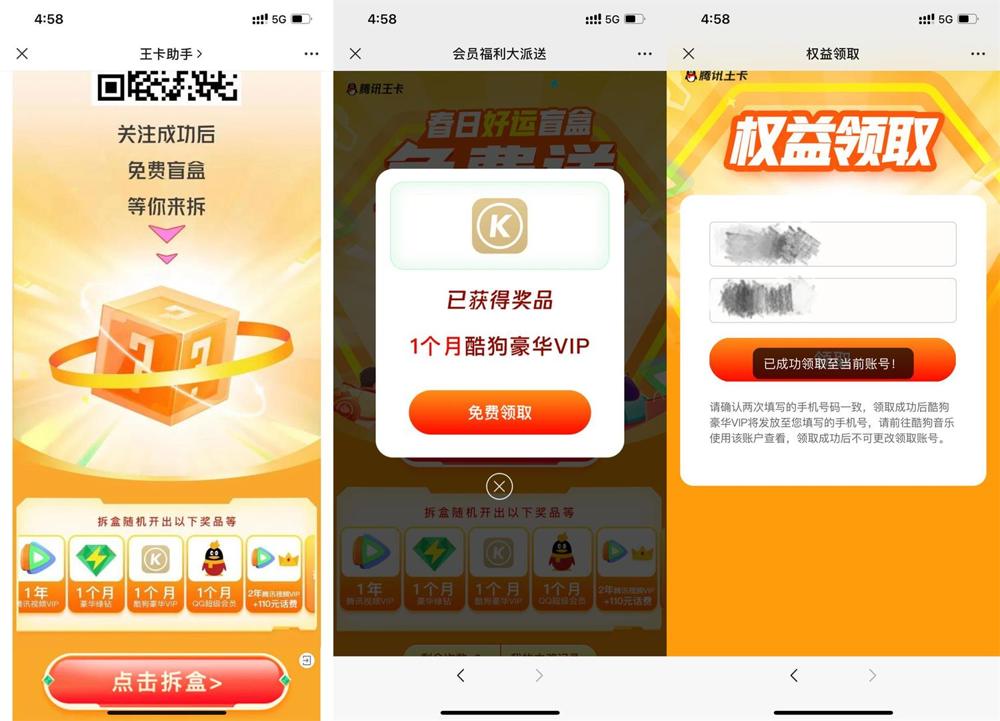 4:58
5G
王卡助手
关注成功后
免费盲盒
等你来拆
拆盒随机开出以下奖品等
1年
腾讯视频VIP
1个月
豪华绿钻
1个月
酷狗豪华VIP
1个月
QQ超级会员
2年腾讯视频VIP
+110元话费
点击拆盒>
4:58
5G
会员福利大派送
腾讯王卡
春日好运盲盒
免费送
K
已获得奖品
1个月酷狗豪华VIP
免费领取
拆盒随机开出以下奖品等
1年
腾讯视频VIP
1个月
豪华绿钻
1个月
酷狗豪华VIP
1个月
QQ超级会员
2年腾讯视频VIP
+110元话费
4:58
5G
权益领取
腾讯王卡
权益领取
领取
已成功领取至当前账号!
请确认两次填写的手机号码一致，领取成功后酷狗
豪华VIP将发放至您填写的手机号，请前往酷狗音乐
使用该账户查看，领取成功后不可更改领取账号。